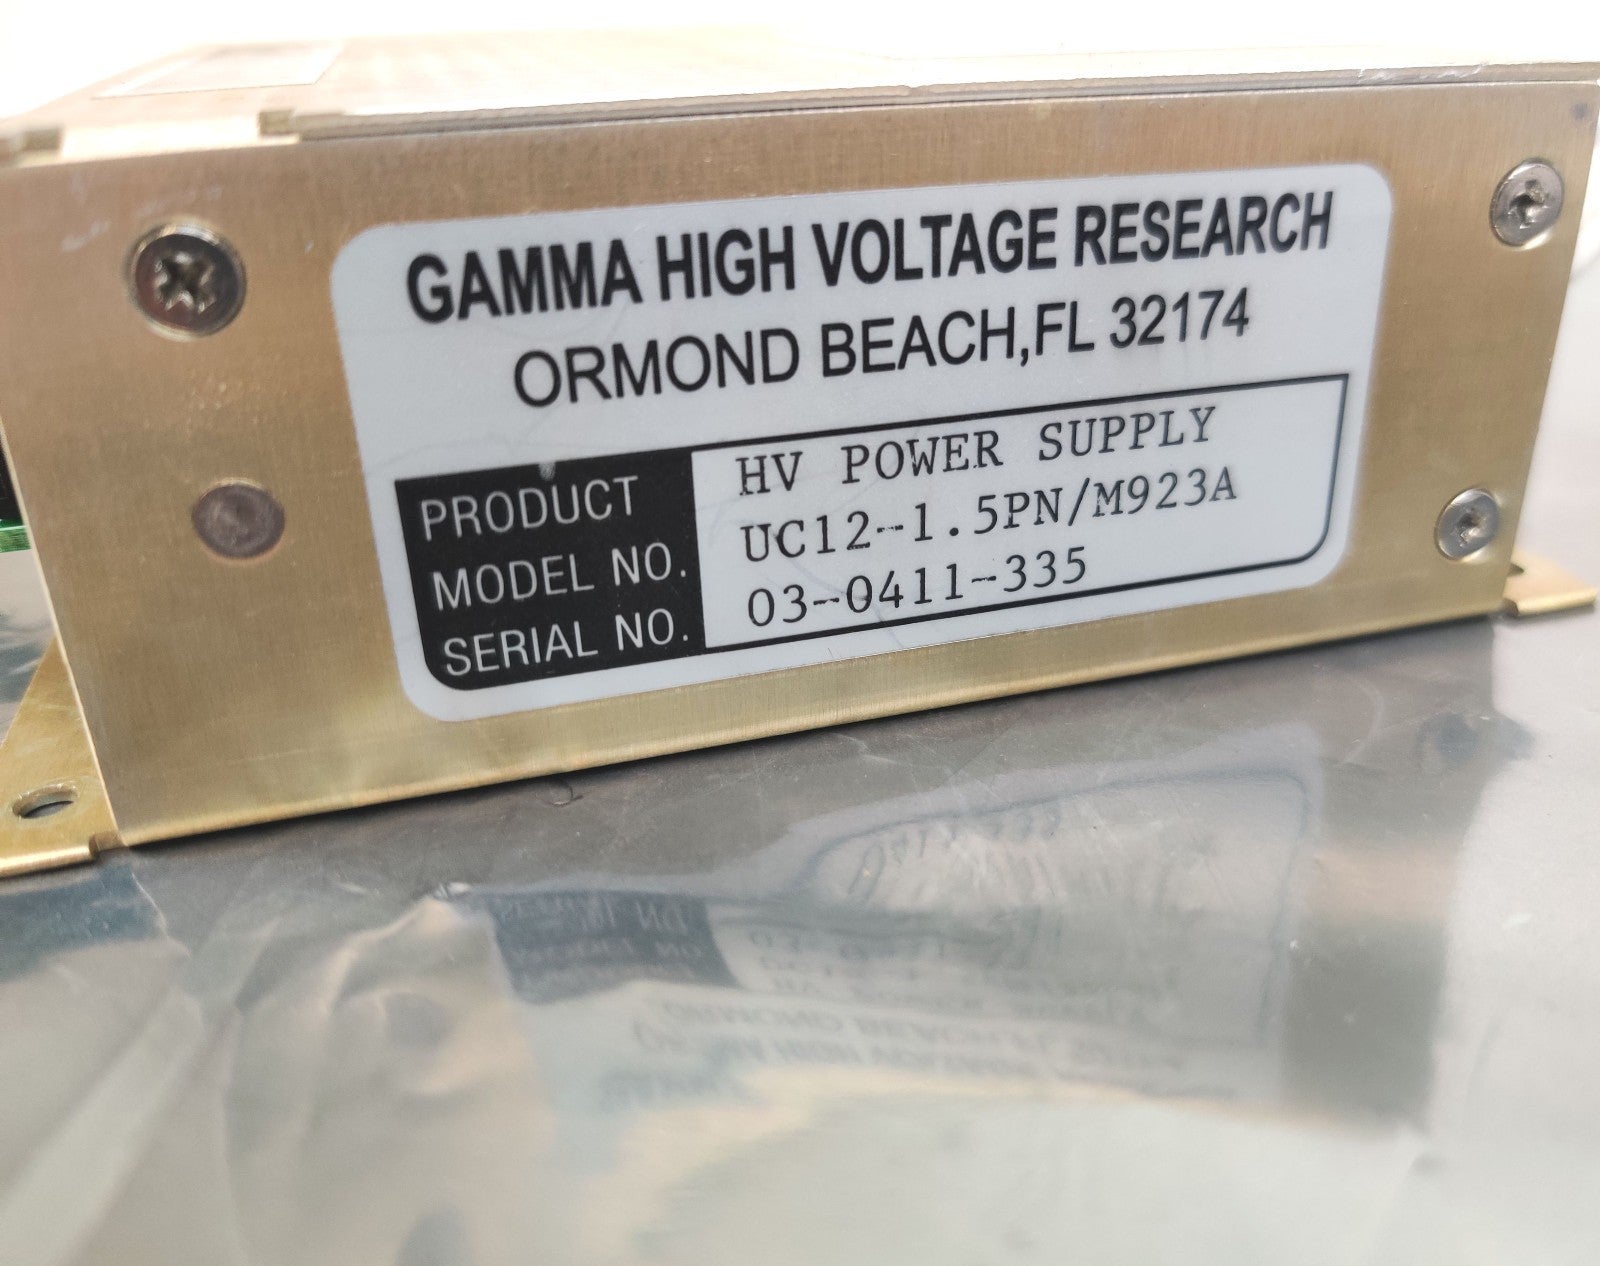 GAMMA HIGH VOLTAGE RESEARCH
ORMOND BEACH,FL 32174
PRODUCT HV POWER SUPPLY
MODEL NO. UC12--1.5PN/M923A
SERIAL NO. 03--0411--335